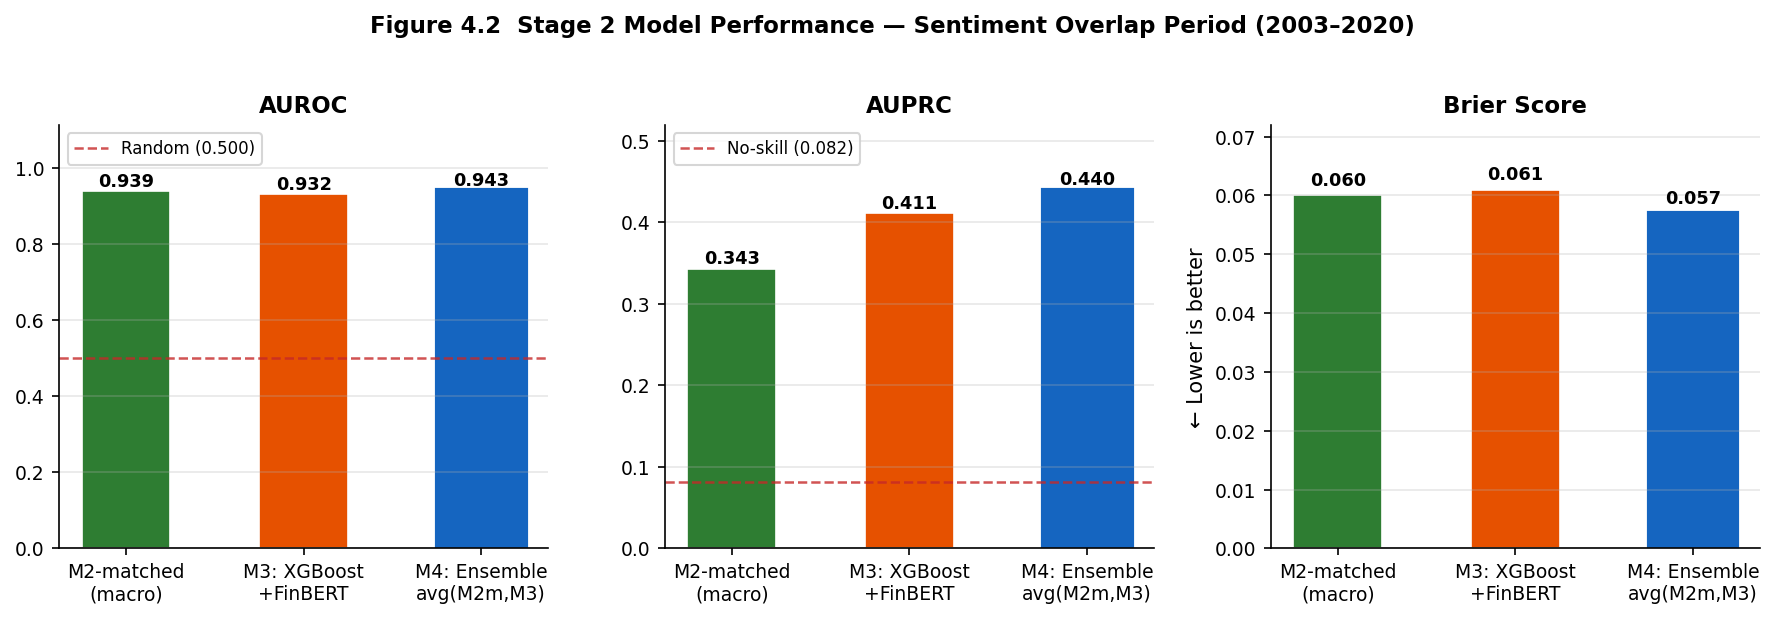 Figure 4.2  Stage 2 Model Performance — Sentiment Overlap Period (2003–2020)
AUROC
Random (0.500)
1.0
0.8
0.6
0.4
0.2
0.0
0.939
0.932
0.943
M2-matched
(macro)
M3: XGBoost
+FinBERT
M4: Ensemble
avg(M2m,M3)
AUPRC
No-skill (0.082)
0.5
0.4
0.3
0.2
0.1
0.0
0.343
0.411
0.440
M2-matched
(macro)
M3: XGBoost
+FinBERT
M4: Ensemble
avg(M2m,M3)
Brier Score
← Lower is better
0.07
0.06
0.05
0.04
0.03
0.02
0.01
0.00
0.060
0.061
0.057
M2-matched
(macro)
M3: XGBoost
+FinBERT
M4: Ensemble
avg(M2m,M3)